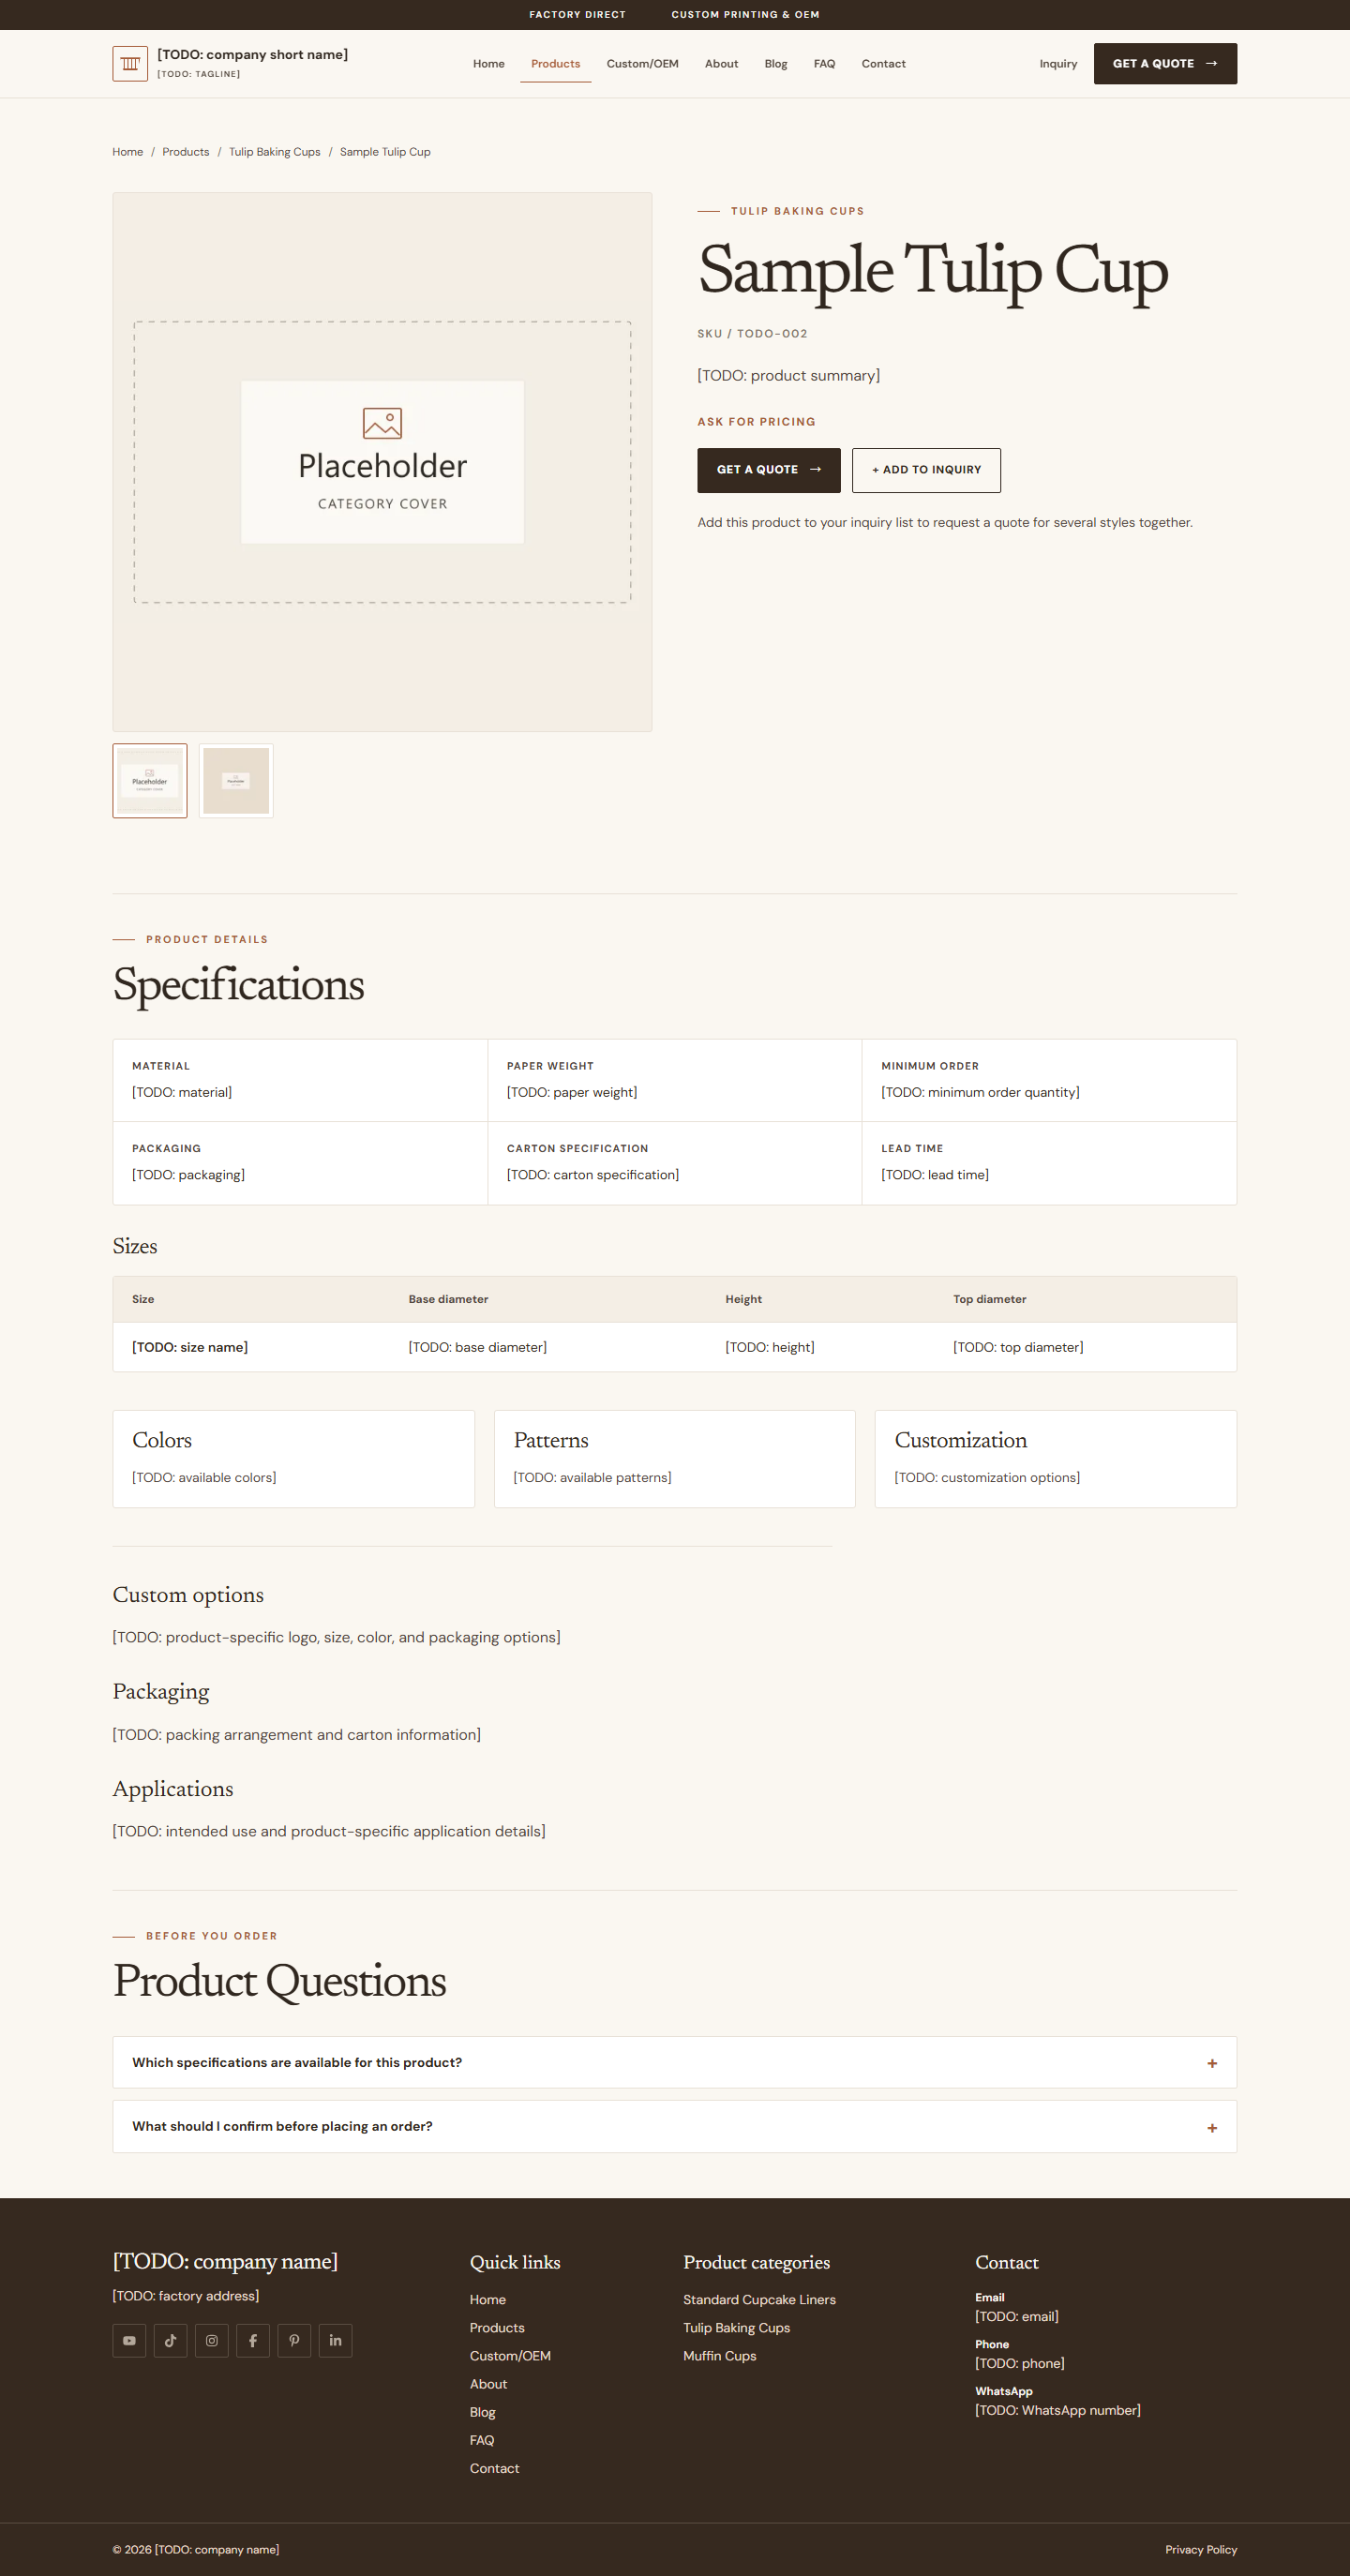 FACTORY DIRECT
CUSTOM PRINTING & OEM
[TODO: company short name]
[TODO: TAGLINE]
Home
Products
Custom/OEM
About
Blog
FAQ
Contact
Inquiry
GET A QUOTE →
Home / Products / Tulip Baking Cups / Sample Tulip Cup
Placeholder
CATEGORY COVER
Placeholder
CATEGORY COVER
Placeholder
TULIP BAKING CUPS
Sample Tulip Cup
SKU / TODO-002
[TODO: product summary]
ASK FOR PRICING
GET A QUOTE →
+ ADD TO INQUIRY
Add this product to your inquiry list to request a quote for several styles together.
PRODUCT DETAILS
Specifications
MATERIAL
[TODO: material]
PAPER WEIGHT
[TODO: paper weight]
MINIMUM ORDER
[TODO: minimum order quantity]
PACKAGING
[TODO: packaging]
CARTON SPECIFICATION
[TODO: carton specification]
LEAD TIME
[TODO: lead time]
Sizes
Size Base diameter Height Top diameter
[TODO: size name] [TODO: base diameter] [TODO: height] [TODO: top diameter]
Colors
[TODO: available colors]
Patterns
[TODO: available patterns]
Customization
[TODO: customization options]
Custom options
[TODO: product-specific logo, size, color, and packaging options]
Packaging
[TODO: packing arrangement and carton information]
Applications
[TODO: intended use and product-specific application details]
BEFORE YOU ORDER
Product Questions
Which specifications are available for this product? +
What should I confirm before placing an order? +
[TODO: company name]
[TODO: factory address]
Quick links
Home
Products
Custom/OEM
About
Blog
FAQ
Contact
Product categories
Standard Cupcake Liners
Tulip Baking Cups
Muffin Cups
Contact
Email
[TODO: email]
Phone
[TODO: phone]
WhatsApp
[TODO: WhatsApp number]
© 2026 [TODO: company name]
Privacy Policy